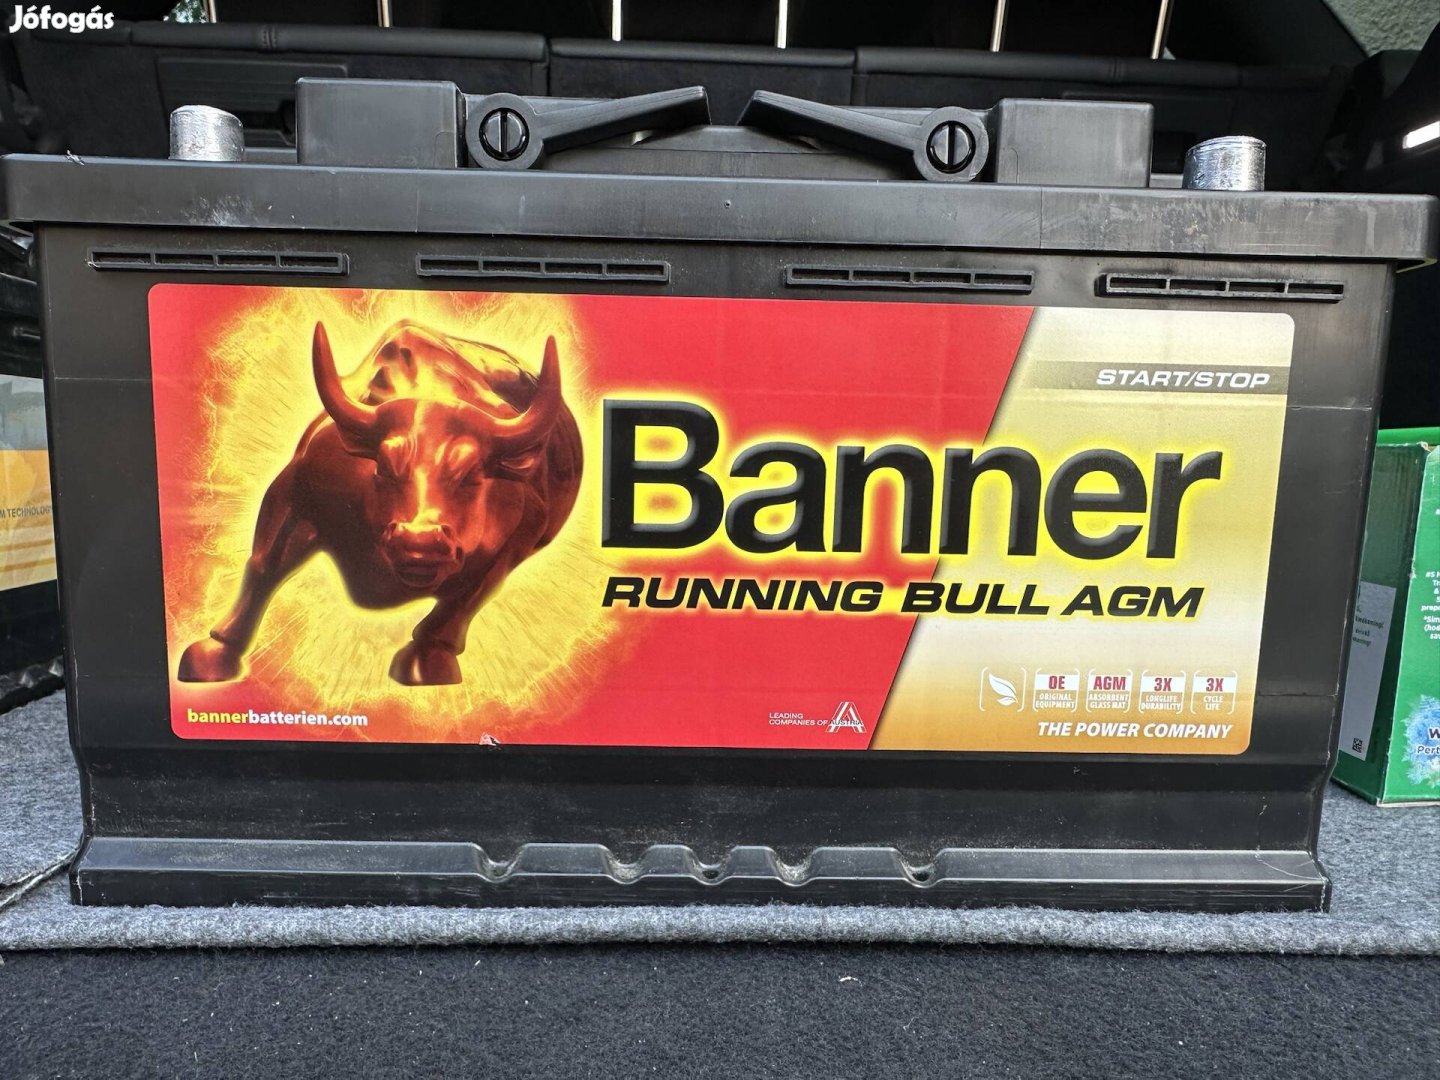 Jófogás
START/STOP
Banner
RUNNING BULL AGM
OE
ORIGINAL
EQUIPMENT
AGM
ABSORBENT
GLASS MAT
3X
LONGLIFE
DURABILITY
3X
CYCLE
LIFE
bannerbatterien.com
LEADING
COMPANIES OF AUSTRIA
THE POWER COMPANY
M TECHNOLOGY